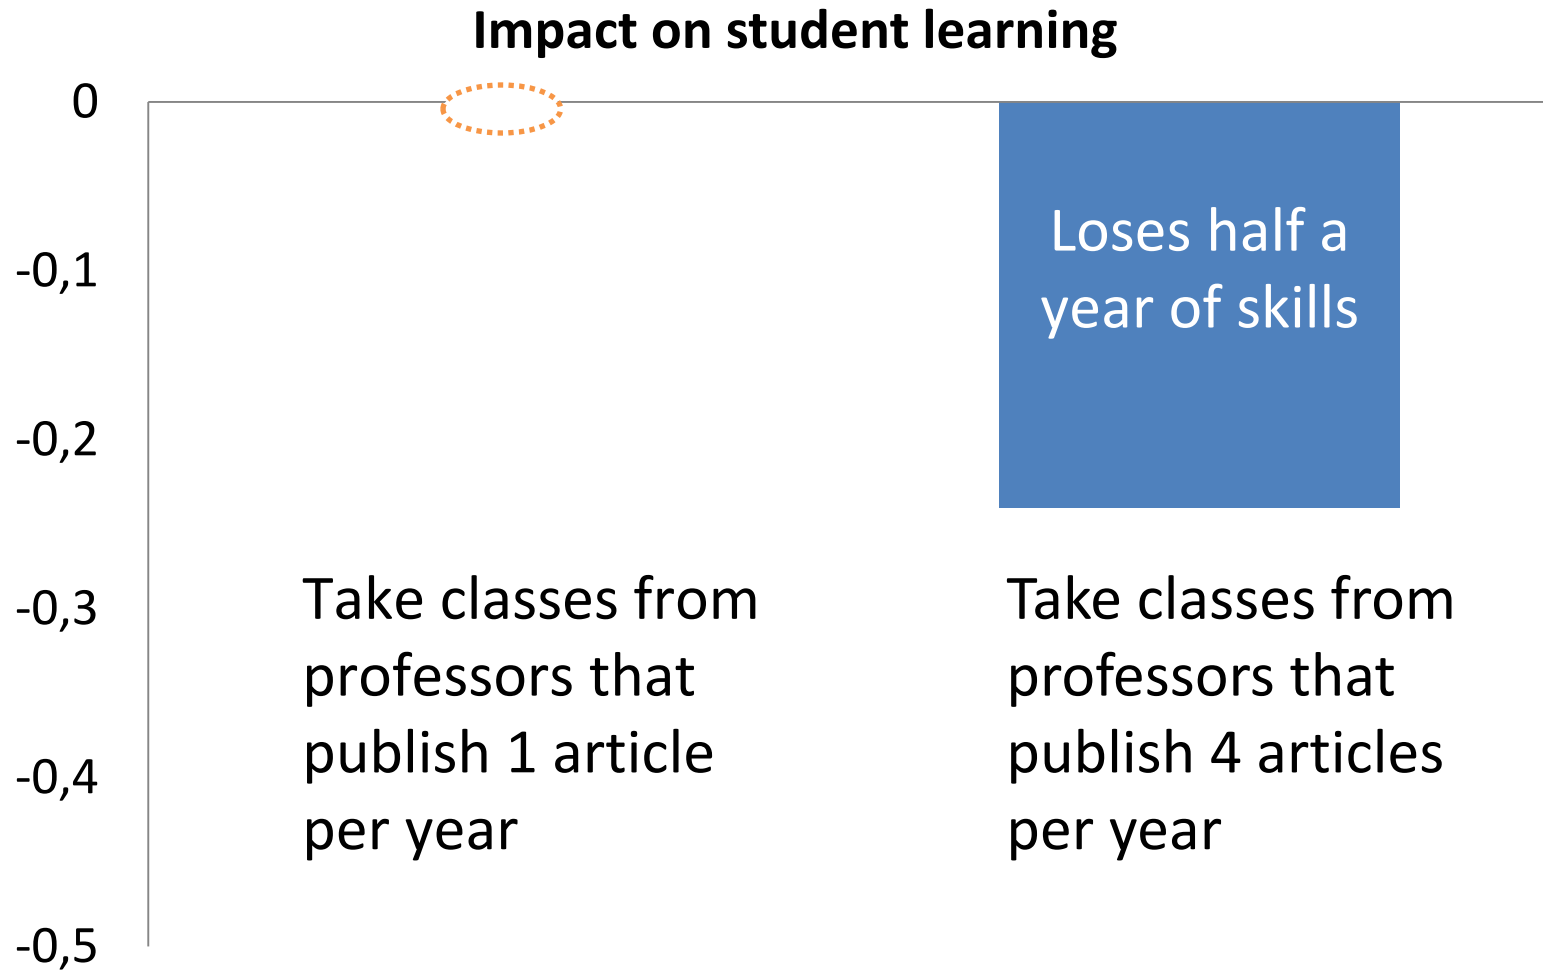 Impact on student learning
0
-0,1
-0,2
-0,3
-0,4
-0,5
Loses half a
year of skills
Take classes from
professors that
publish 1 article
per year
Take classes from
professors that
publish 4 articles
per year